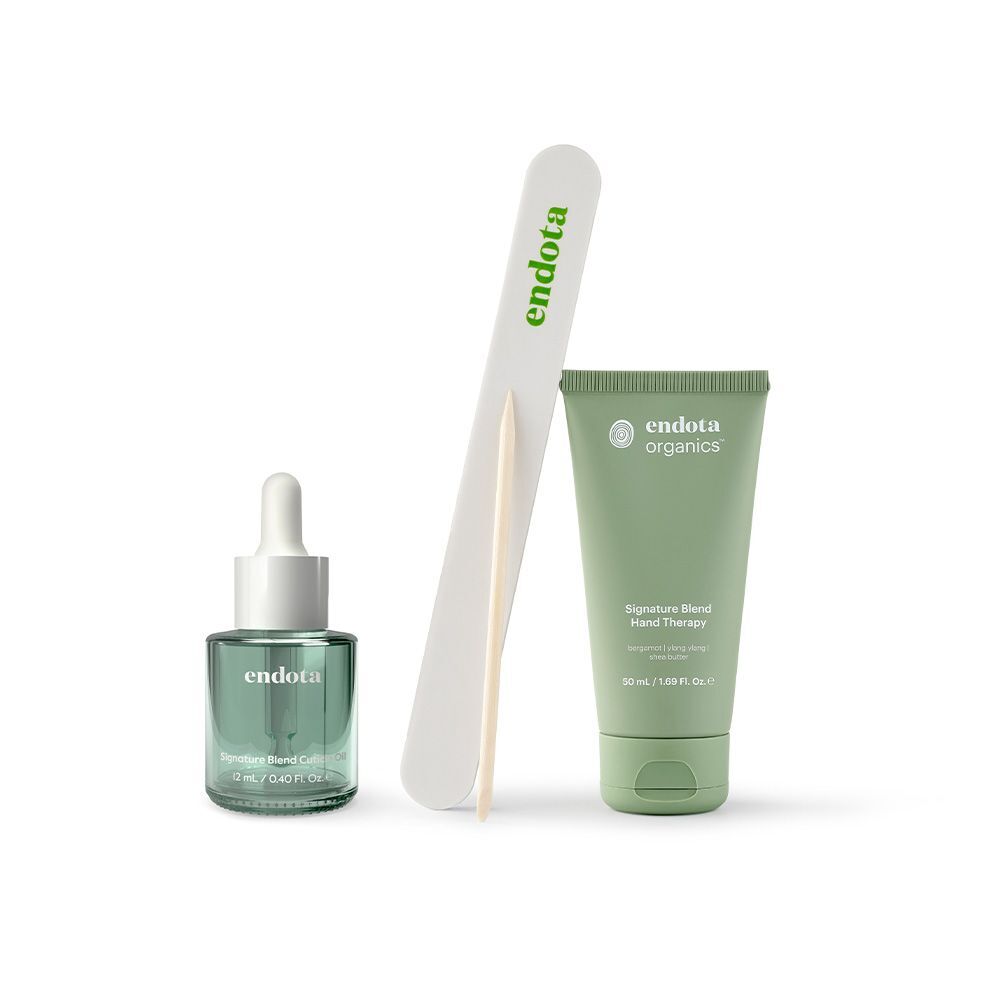 endota
Signature Blend Cuticle Oil
12 mL / 0.40 Fl. Oz. ℮
endota
endota
organics™
Signature Blend
Hand Therapy
bergamot | ylang ylang |
shea butter
50 mL / 1.69 Fl. Oz. ℮